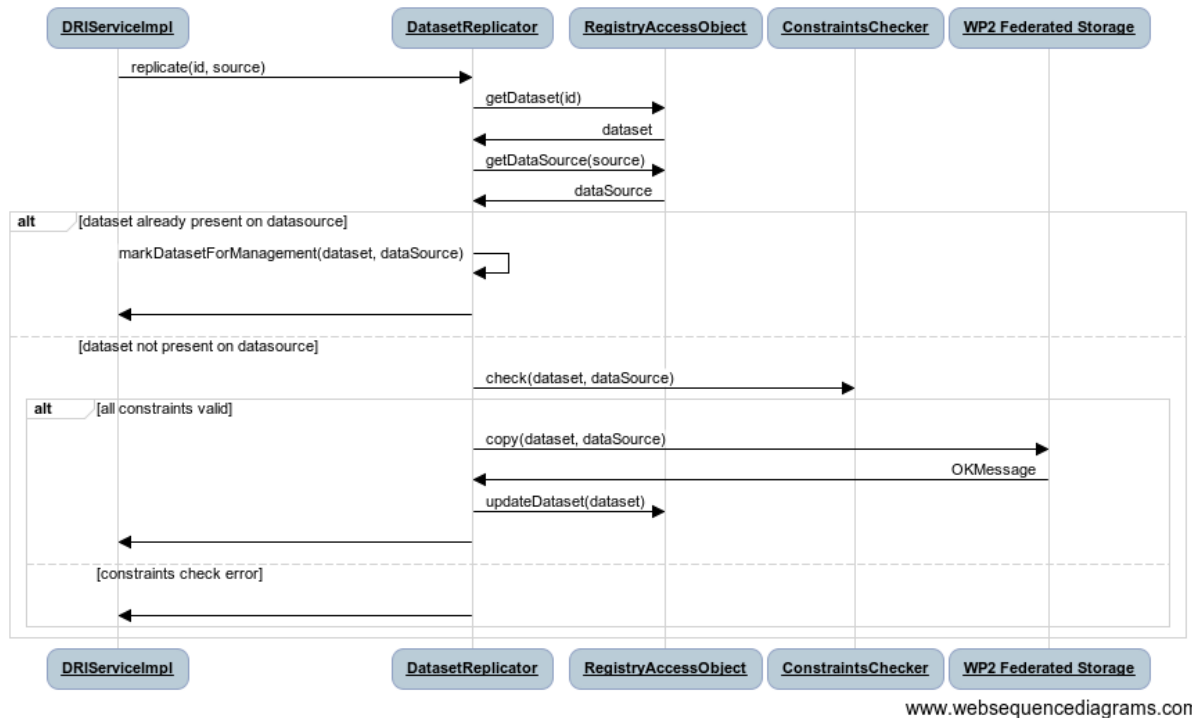 DRIServiceImpl DatasetReplicator RegistryAccessObject ConstraintsChecker WP2 Federated Storage
replicate(id, source)
getDataset(id)
dataset
getDataSource(source)
dataSource
alt [dataset already present on datasource]
markDatasetForManagement(dataset, dataSource)
[dataset not present on datasource]
check(dataset, dataSource)
alt [all constraints valid]
copy(dataset, dataSource)
OKMessage
updateDataset(dataset)
[constraints check error]
DRIServiceImpl DatasetReplicator RegistryAccessObject ConstraintsChecker WP2 Federated Storage
www.websequencediagrams.com